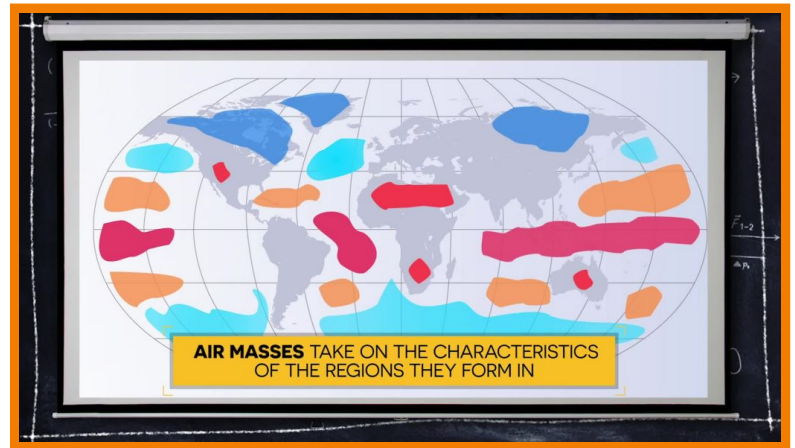 AIR MASSES TAKE ON THE CHARACTERISTICS
OF THE REGIONS THEY FORM IN